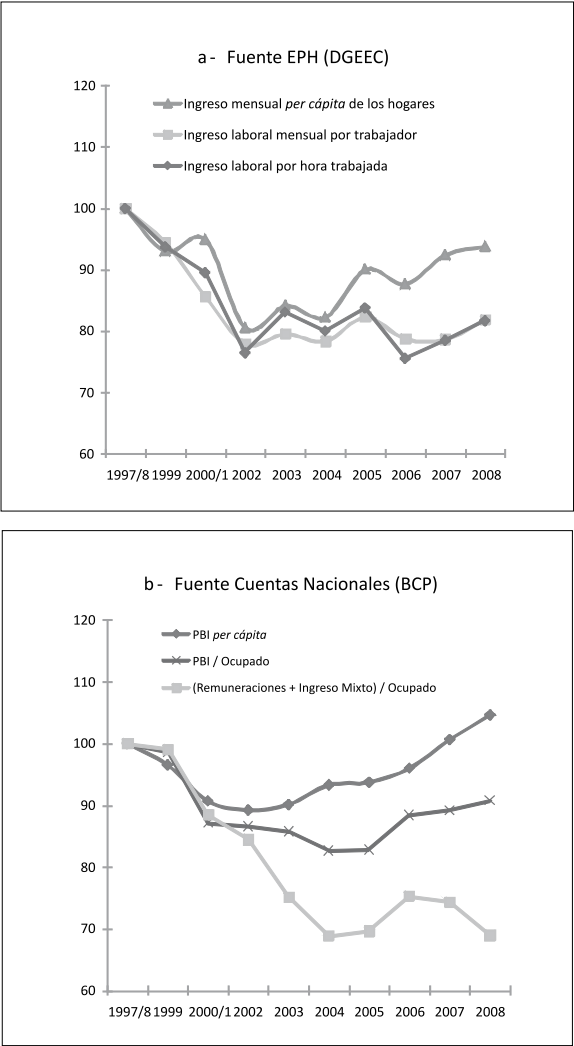 a - Fuente EPH (DGEEC)
120
110
100
90
80
70
60
Ingreso mensual per cápita de los hogares
Ingreso laboral mensual por trabajador
Ingreso laboral por hora trabajada
1997/8 1999 2000/1 2002 2003 2004 2005 2006 2007 2008
b - Fuente Cuentas Nacionales (BCP)
120
110
100
90
80
70
60
PBI per cápita
PBI / Ocupado
(Remuneraciones + Ingreso Mixto) / Ocupado
1997/8 1999 2000/1 2002 2003 2004 2005 2006 2007 2008